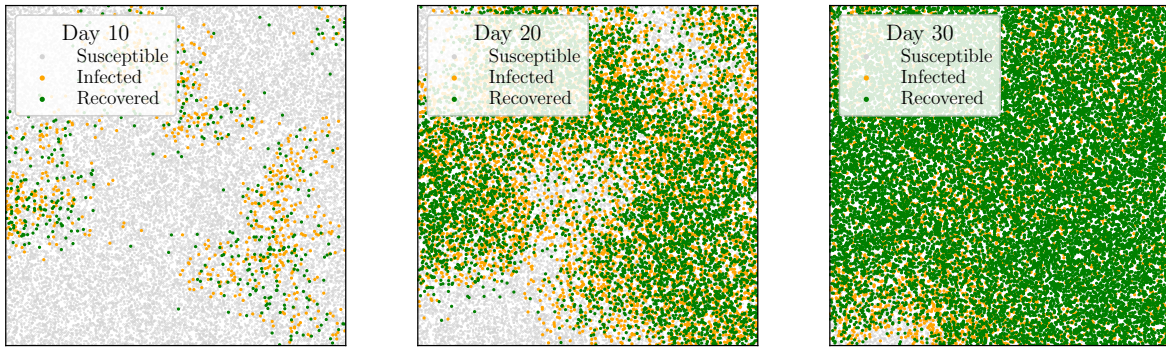 Day 10
Susceptible
Infected
Recovered
Day 20
Susceptible
Infected
Recovered
Day 30
Susceptible
Infected
Recovered